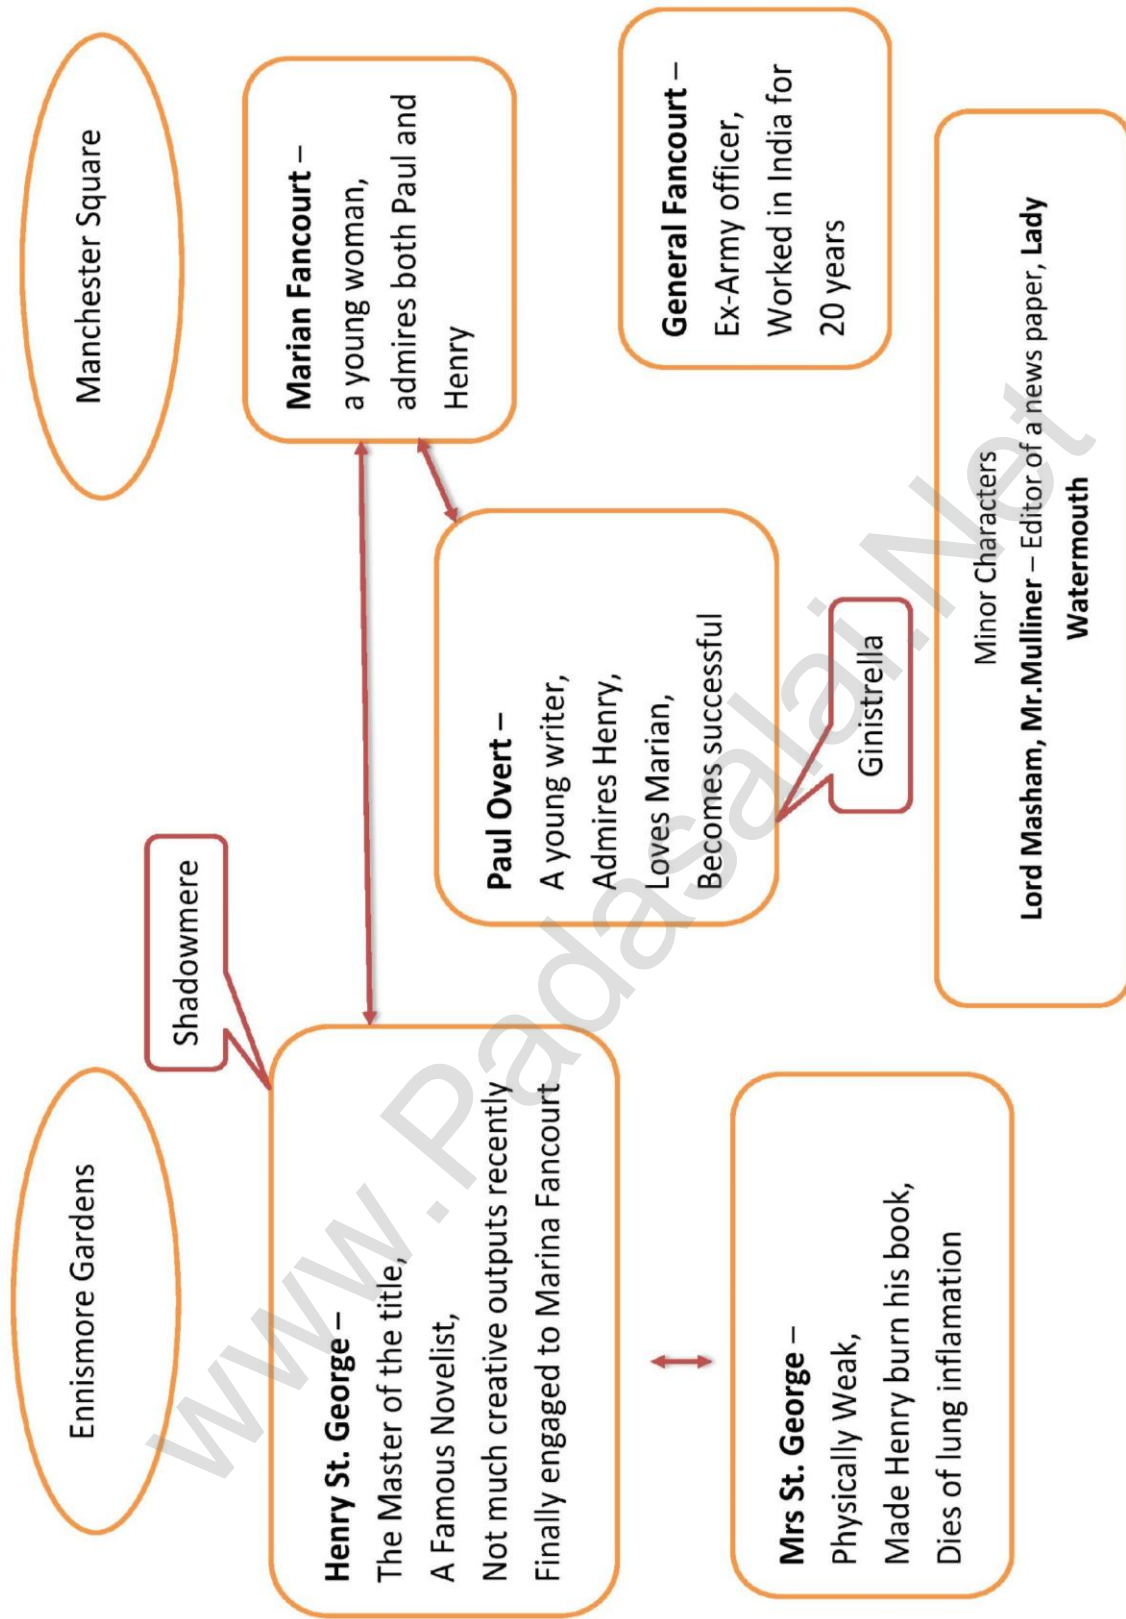 Ennismore Gardens
Manchester Square
Shadowmere
Henry St. George –
The Master of the title,
A Famous Novelist,
Not much creative outputs recently
Finally engaged to Marina Fancourt
Marian Fancourt –
a young woman,
admires both Paul and
Henry
Paul Overt –
A young writer,
Admires Henry,
Loves Marian,
Becomes successful
Ginistrella
Mrs St. George –
Physically Weak,
Made Henry burn his book,
Dies of lung inflamation
General Fancourt –
Ex-Army officer,
Worked in India for
20 years
Minor Characters
Lord Masham, Mr.Mulliner – Editor of a news paper, Lady
Watermouth
www.Padasalai.Net